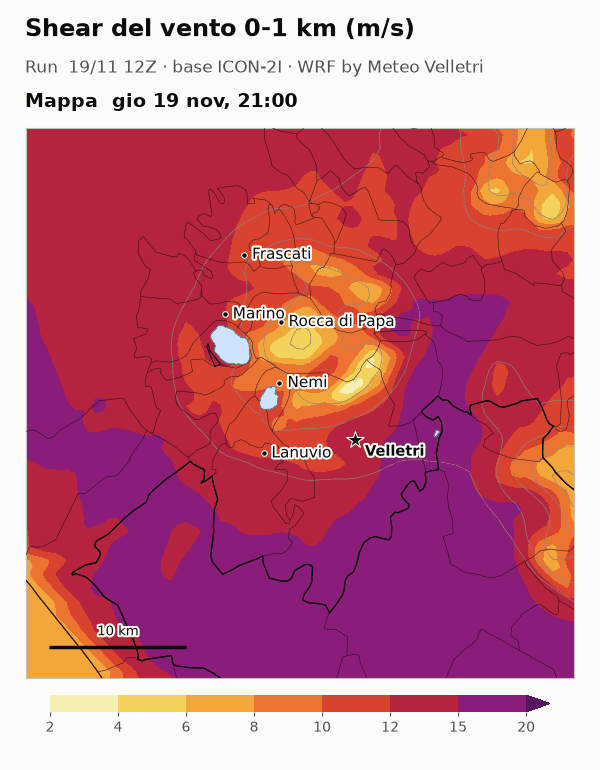 Shear del vento 0-1 km (m/s)
Run  19/11 12Z · base ICON-2I · WRF by Meteo Velletri
Mappa  gio 19 nov, 21:00
Frascati
Marino
Rocca di Papa
Nemi
Velletri
Lanuvio
10 km
2 4 6 8 10 12 15 20